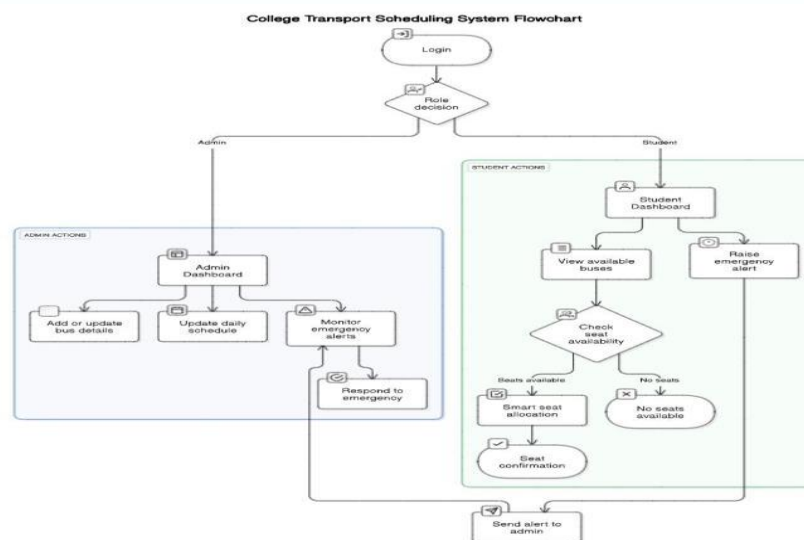 College Transport Scheduling System Flowchart
Login
Role
decision
Admin
Student
STUDENT ACTIONS
Student
Dashboard
ADMIN ACTIONS
Admin
Dashboard
View available
buses
Raise
emergency
alert
Add or update
bus details
Update daily
schedule
Monitor
emergency
alerts
Check
seat
availability
Respond to
emergency
Seats available
No seats
Smart seat
allocation
No seats
available
Seat
confirmation
Send alert to
admin